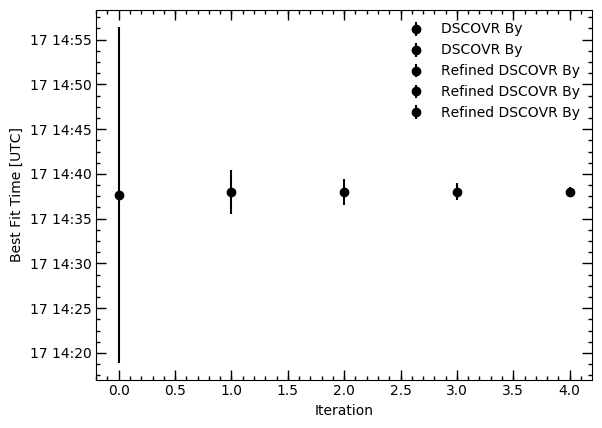 DSCOVR By
DSCOVR By
Refined DSCOVR By
Refined DSCOVR By
Refined DSCOVR By
17 14:55
17 14:50
17 14:45
17 14:40
17 14:35
17 14:30
17 14:25
17 14:20
Best Fit Time [UTC]
0.0 0.5 1.0 1.5 2.0 2.5 3.0 3.5 4.0
Iteration